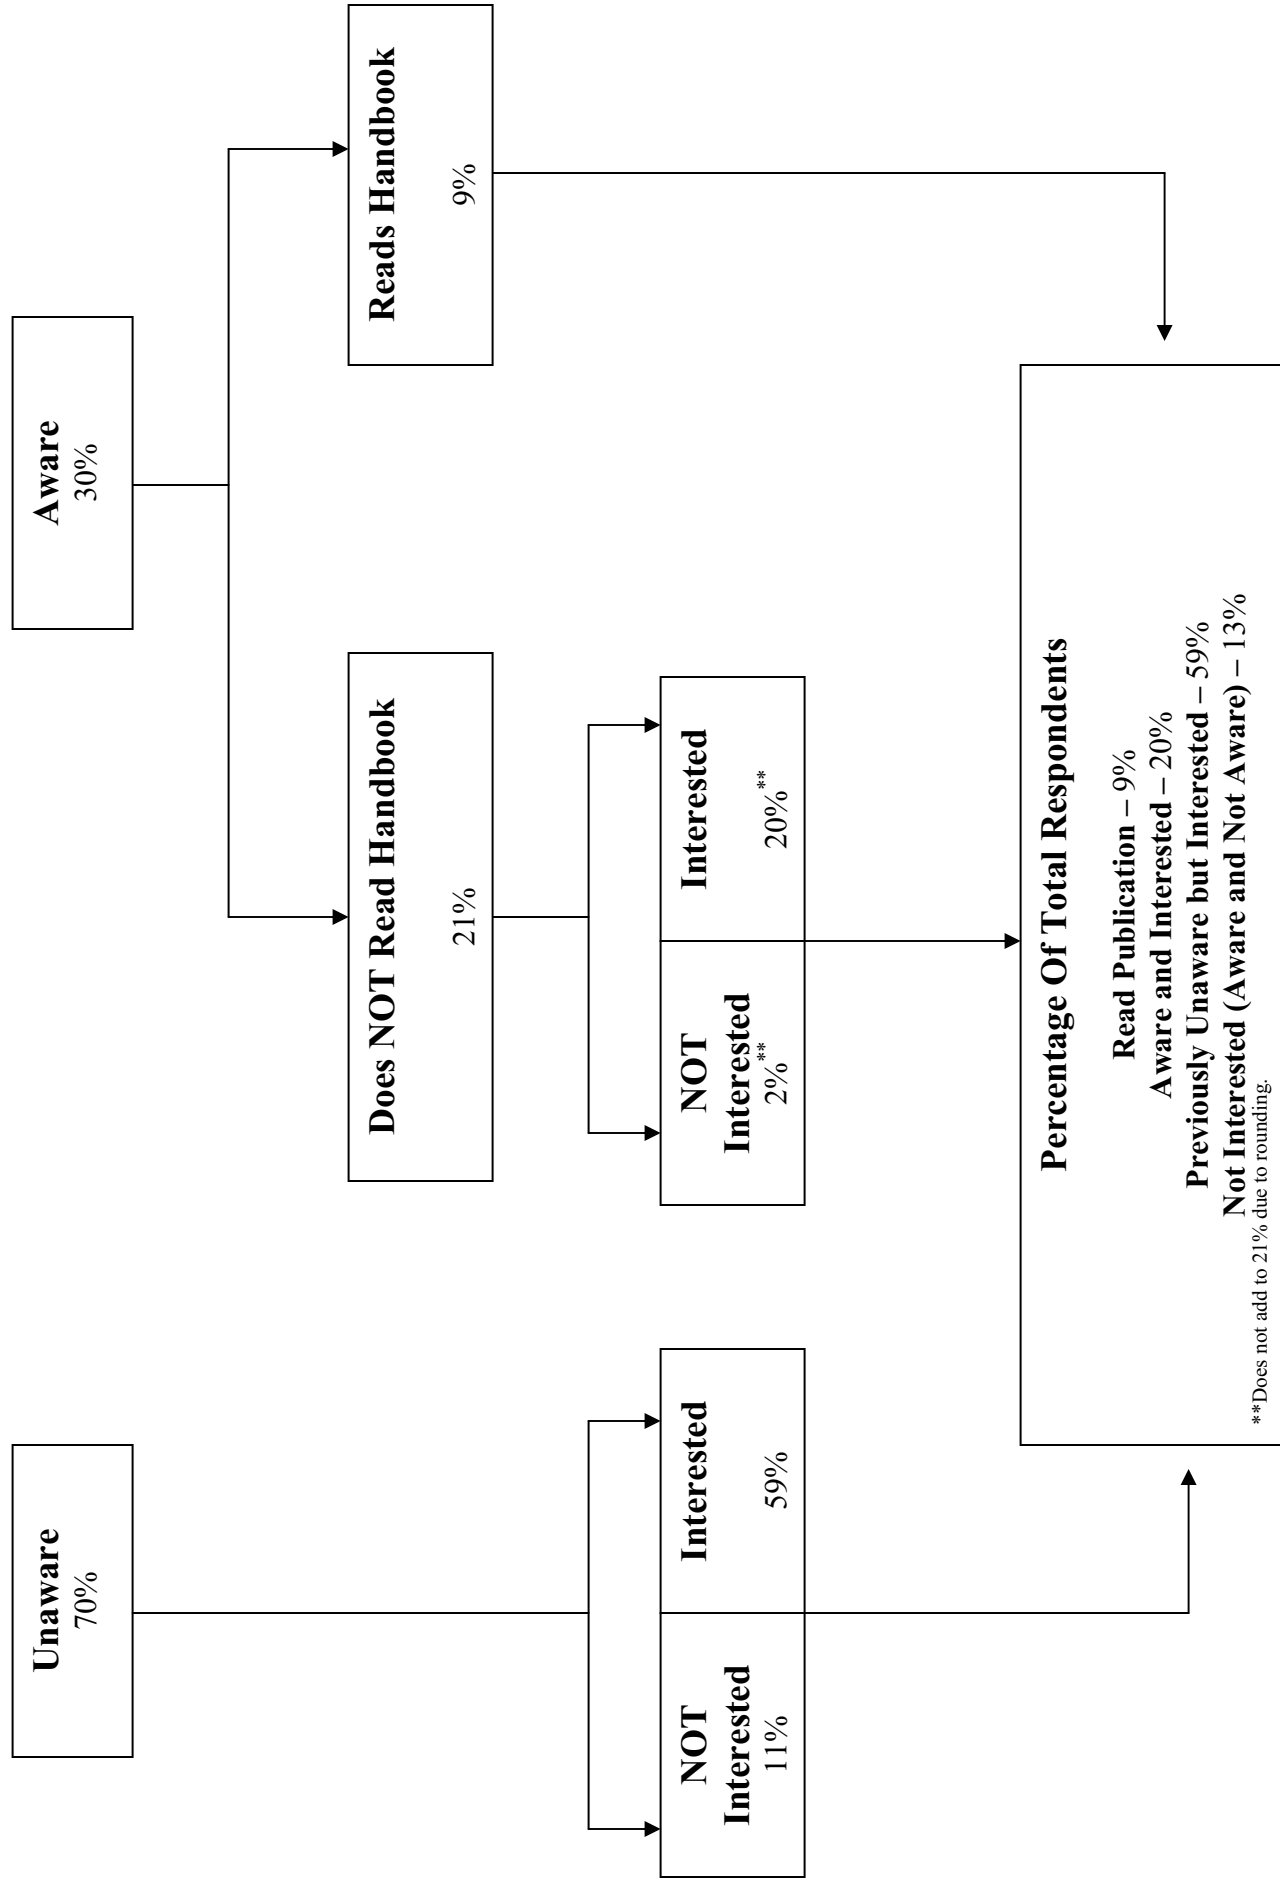 Unaware
70%
Aware
30%
Does NOT Read Handbook
21%
Reads Handbook
9%
NOT
Interested
11%
Interested
59%
NOT
Interested
2%**
Interested
20%**
Percentage Of Total Respondents
Read Publication – 9%
Aware and Interested – 20%
Previously Unaware but Interested – 59%
Not Interested (Aware and Not Aware) – 13%
**Does not add to 21% due to rounding.